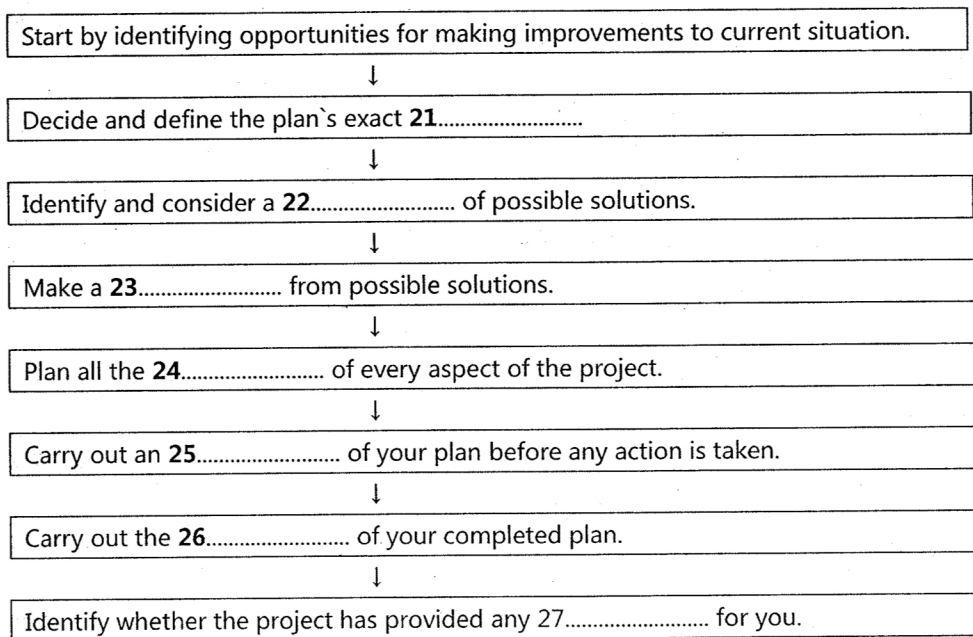 Start by identifying opportunities for making improvements to current situation.
↓
Decide and define the plan`s exact 21..........................
↓
Identify and consider a 22.......................... of possible solutions.
↓
Make a 23.......................... from possible solutions.
↓
Plan all the 24.......................... of every aspect of the project.
↓
Carry out an 25.......................... of your plan before any action is taken.
↓
Carry out the 26.......................... of your completed plan.
↓
Identify whether the project has provided any 27.......................... for you.